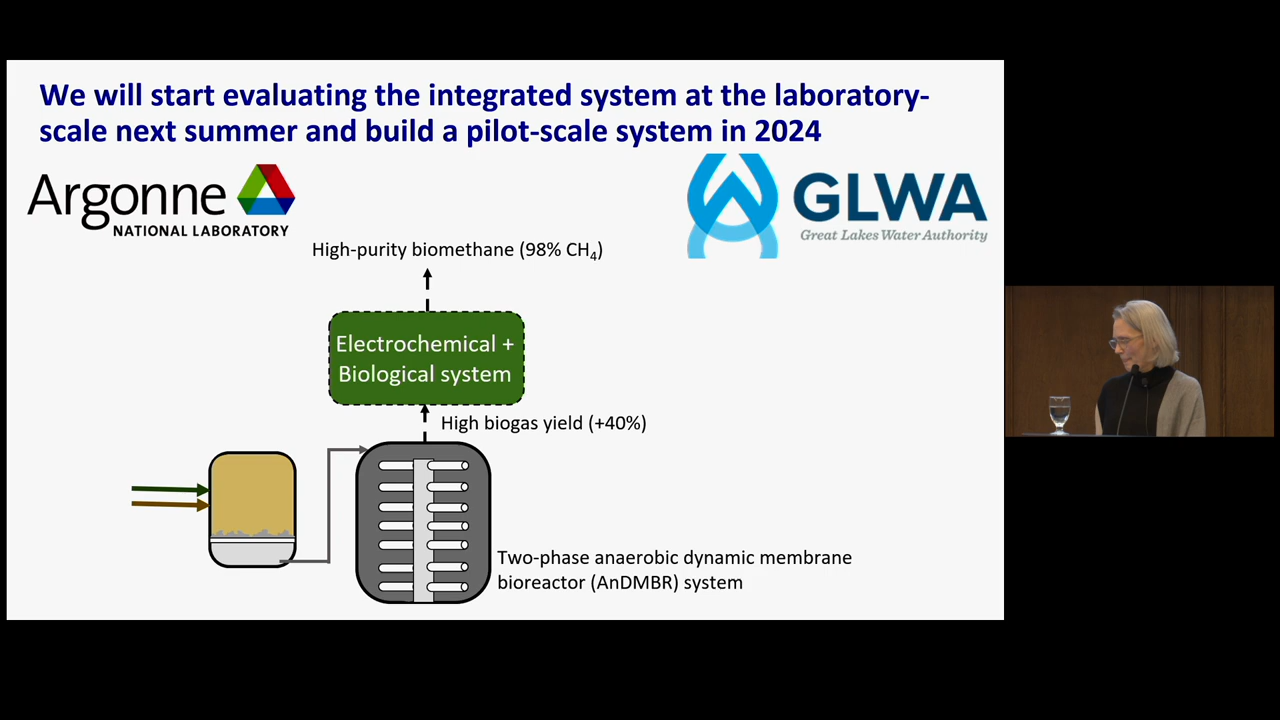 We will start evaluating the integrated system at the laboratory-
scale next summer and build a pilot-scale system in 2024
Argonne
NATIONAL LABORATORY
GLWA
Great Lakes Water Authority
High-purity biomethane (98% CH₄)
Electrochemical +
Biological system
High biogas yield (+40%)
Two-phase anaerobic dynamic membrane
bioreactor (AnDMBR) system